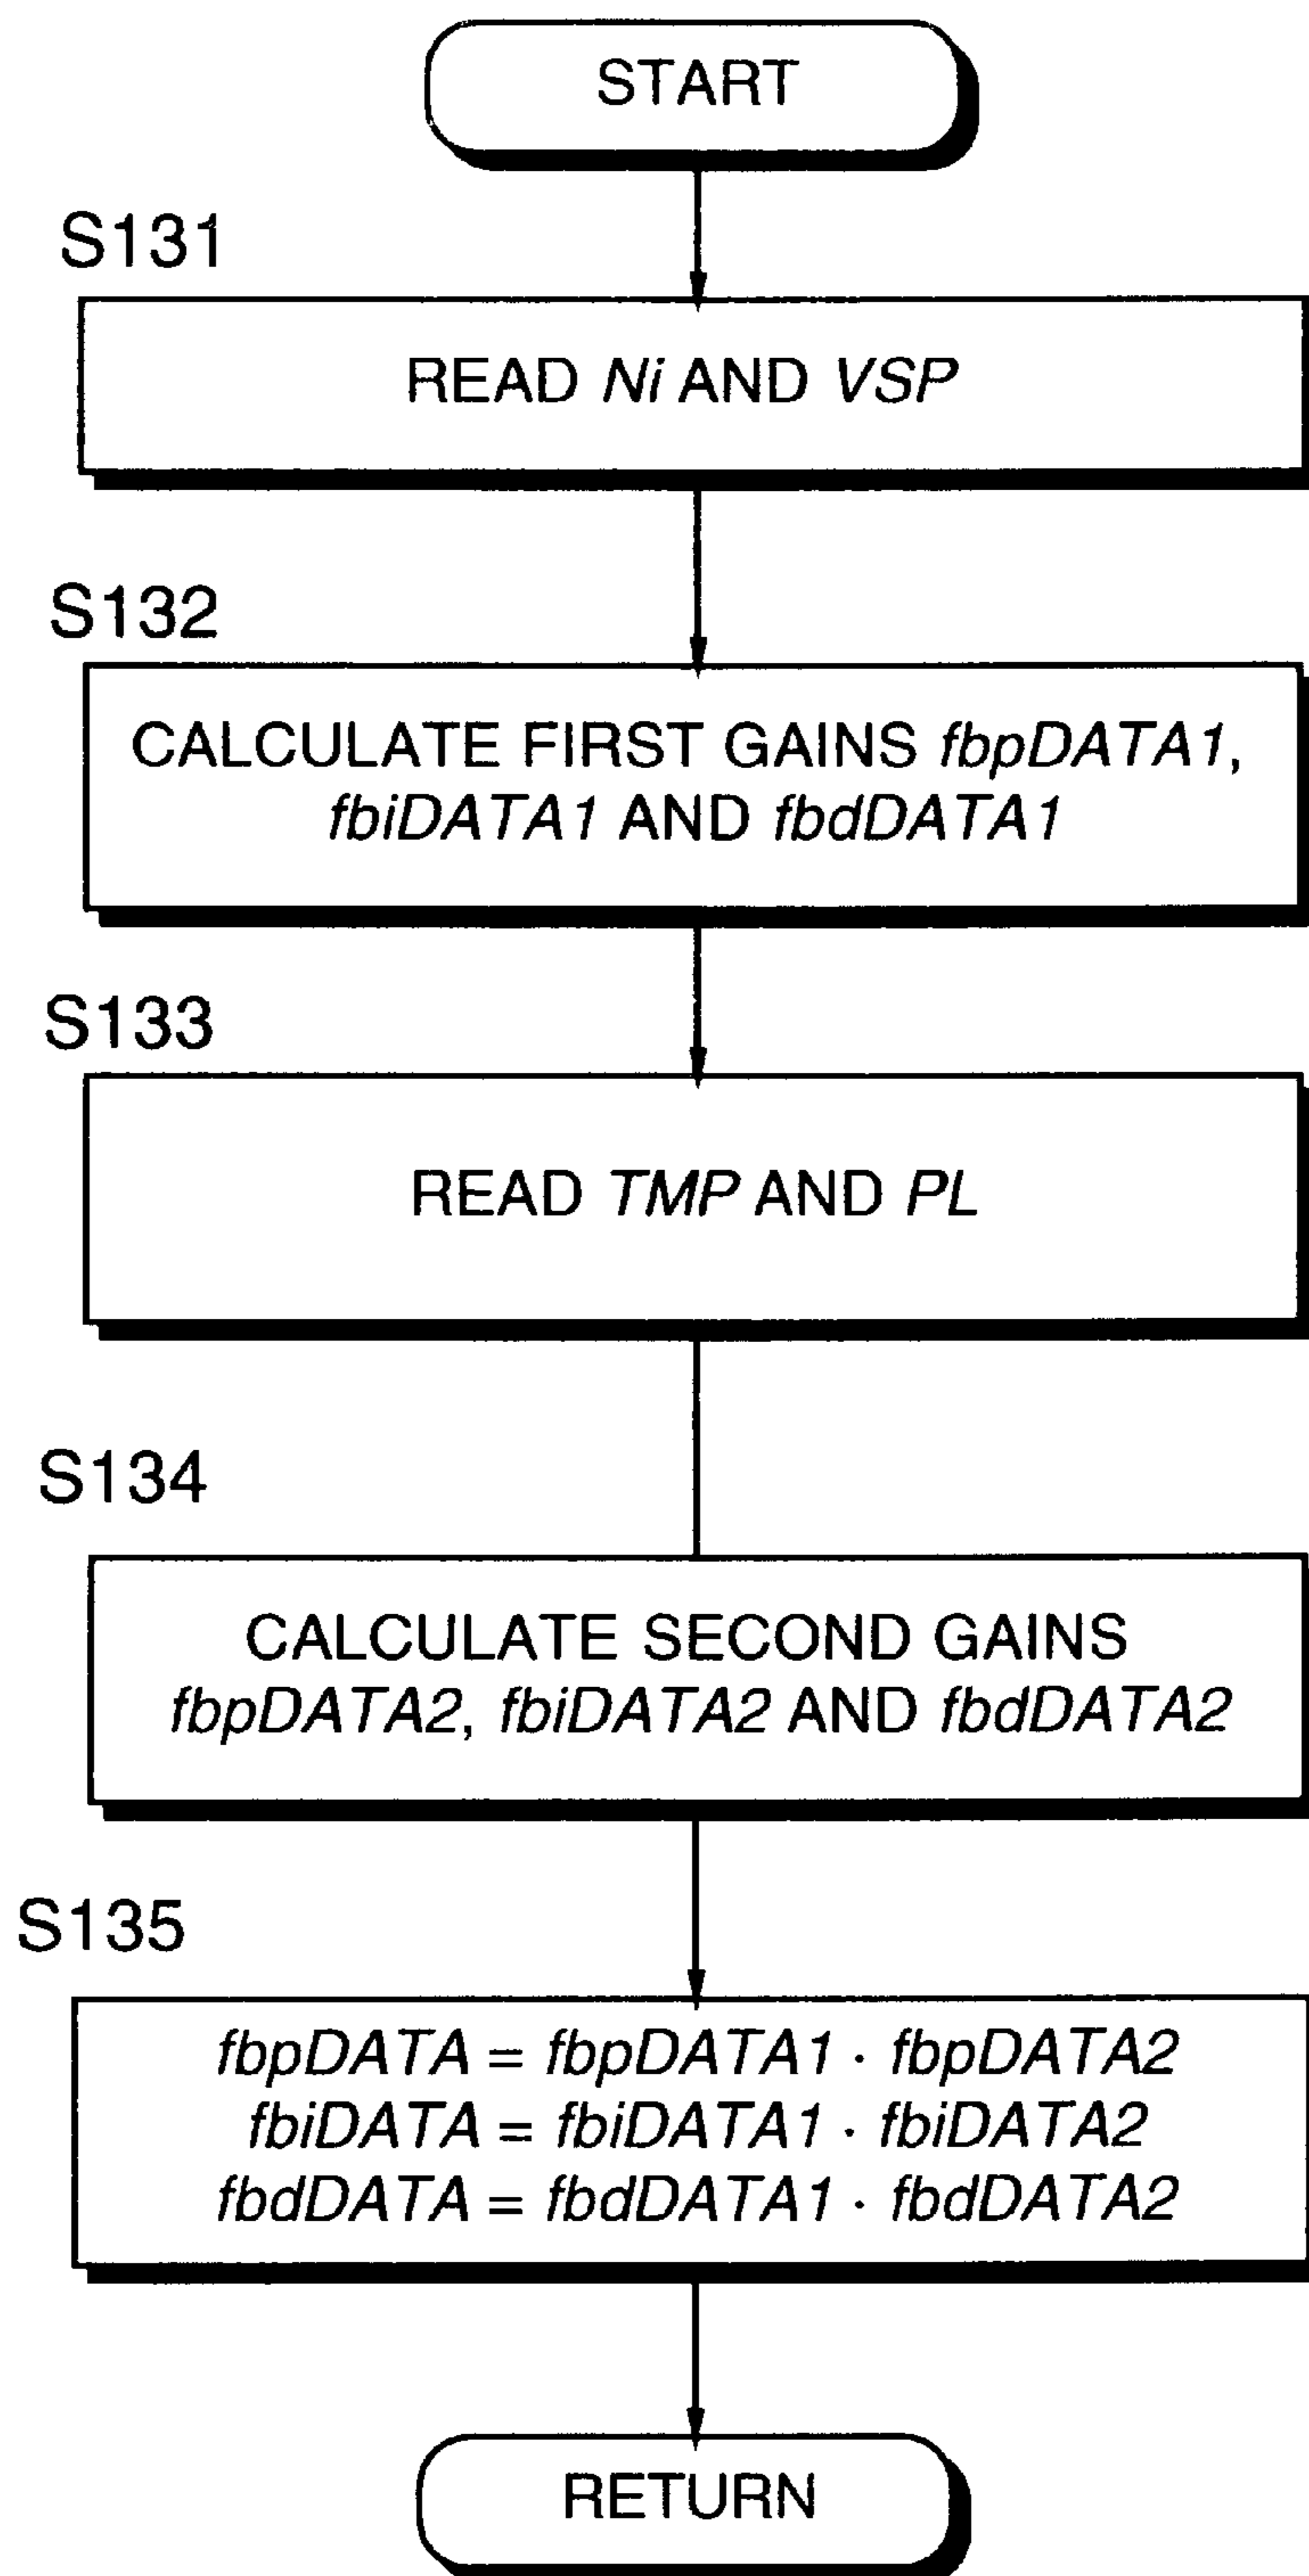 START
S131
READ Ni AND VSP
S132
CALCULATE FIRST GAINS fbpDATA1,
fbiDATA1 AND fbdDATA1
S133
READ TMP AND PL
S134
CALCULATE SECOND GAINS
fbpDATA2, fbiDATA2 AND fbdDATA2
S135
fbpDATA = fbpDATA1 · fbpDATA2
fbiDATA = fbiDATA1 · fbiDATA2
fbdDATA = fbdDATA1 · fbdDATA2
RETURN